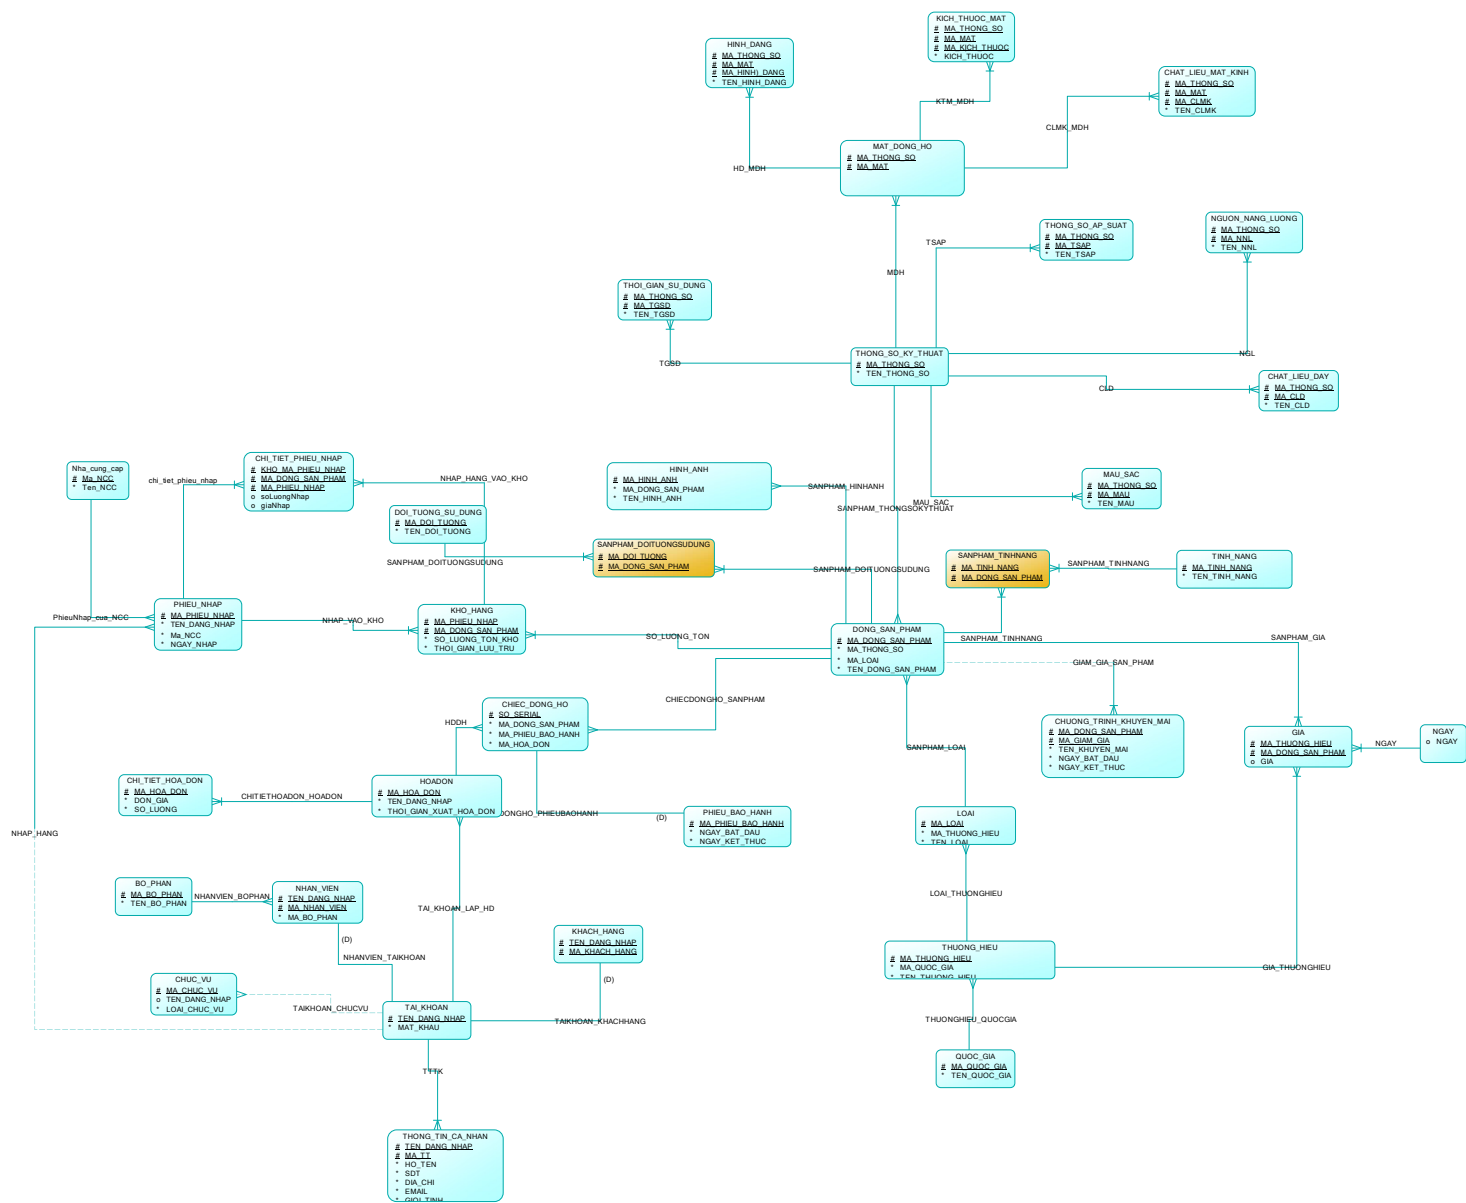 KICH_THUOC_MAT
# MA_THONG_SO
# MA_MAT
# MA_KICH_THUOC
* KICH_THUOC
HINH_DANG
# MA_THONG_SO
# MA_MAT
# MA_HINH)_DANG
* TEN_HINH_DANG
CHAT_LIEU_MAT_KINH
# MA_THONG_SO
# MA_MAT
# MA_CLMK
* TEN_CLMK
KTM_MDH
CLMK_MDH
MAT_DONG_HO
# MA_THONG_SO
# MA_MAT
HD_MDH
NGUON_NANG_LUONG
# MA_THONG_SO
# MA_NNL
* TEN_NNL
THONG_SO_AP_SUAT
# MA_THONG_SO
# MA_TSAP
* TEN_TSAP
TSAP
MDH
THOI_GIAN_SU_DUNG
# MA_THONG_SO
# MA_TGSD
* TEN_TGSD
THONG_SO_KY_THUAT
# MA_THONG_SO
* TEN_THONG_SO
TGSD
NGL
CLD
CHAT_LIEU_DAY
# MA_THONG_SO
# MA_CLD
* TEN_CLD
Nha_cung_cap
# Ma_NCC
* Ten_NCC
chi_tiet_phieu_nhap
CHI_TIET_PHIEU_NHAP
# KHO_MA_PHIEU_NHAP
# MA_DONG_SAN_PHAM
# MA_PHIEU_NHAP
o soLuongNhap
o giaNhap
NHAP_HANG_VAO_KHO
HINH_ANH
# MA_HINH_ANH
* MA_DONG_SAN_PHAM
* TEN_HINH_ANH
SANPHAM_HINHANH
SANPHAM_THONGSOKYTHUAT
MAU_SAC
MAU_SAC
# MA_THONG_SO
# MA_MAU
* TEN_MAU
DOI_TUONG_SU_DUNG
# MA_DOI_TUONG
* TEN_DOI_TUONG
SANPHAM_DOITUONGSUDUNG
SANPHAM_DOITUONGSUDUNG
# MA_DOI_TUONG
# MA_DONG_SAN_PHAM
SANPHAM_DOITUONGSUDUNG
SANPHAM_TINHNANG
# MA_TINH_NANG
# MA_DONG_SAN_PHAM
SANPHAM_TINHNANG
TINH_NANG
# MA_TINH_NANG
* TEN_TINH_NANG
PhieuNhap_cua_NCC
PHIEU_NHAP
# MA_PHIEU_NHAP
* TEN_DANG_NHAP
* Ma_NCC
* NGAY_NHAP
NHAP_VAO_KHO
KHO_HANG
# MA_PHIEU_NHAP
# MA_DONG_SAN_PHAM
* SO_LUONG_TON_KHO
* THOI_GIAN_LUU_TRU
SO_LUONG_TON
DONG_SAN_PHAM
# MA_DONG_SAN_PHAM
* MA_THONG_SO
* MA_LOAI
* TEN_DONG_SAN_PHAM
SANPHAM_TINHNANG
SANPHAM_GIA
GIAM_GIA_SAN_PHAM
CHIECDONGHO_SANPHAM
CHIEC_DONG_HO
# SO_SERIAL
* MA_DONG_SAN_PHAM
* MA_PHIEU_BAO_HANH
* MA_HOA_DON
HDDH
SANPHAM_LOAI
CHUONG_TRINH_KHUYEN_MAI
# MA_DONG_SAN_PHAM
# MA_GIAM_GIA
* TEN_KHUYEN_MAI
* NGAY_BAT_DAU
* NGAY_KET_THUC
GIA
# MA_THUONG_HIEU
# MA_DONG_SAN_PHAM
o GIA
NGAY
NGAY
o NGAY
CHI_TIET_HOA_DON
# MA_HOA_DON
* DON_GIA
* SO_LUONG
CHITIETHOADON_HOADON
HOADON
# MA_HOA_DON
* TEN_DANG_NHAP
* THOI_GIAN_XUAT_HOA_DON
DONGHO_PHIEUBAOHANH
(D)
PHIEU_BAO_HANH
# MA_PHIEU_BAO_HANH
* NGAY_BAT_DAU
* NGAY_KET_THUC
LOAI
# MA_LOAI
* MA_THUONG_HIEU
* TEN_LOAI
NHAP_HANG
BO_PHAN
# MA_BO_PHAN
* TEN_BO_PHAN
NHANVIEN_BOPHAN
NHAN_VIEN
# TEN_DANG_NHAP
# MA_NHAN_VIEN
* MA_BO_PHAN
TAI_KHOAN_LAP_HD
LOAI_THUONGHIEU
KHACH_HANG
# TEN_DANG_NHAP
# MA_KHACH_HANG
(D)
NHANVIEN_TAIKHOAN
(D)
THUONG_HIEU
# MA_THUONG_HIEU
* MA_QUOC_GIA
* TEN_THUONG_HIEU
GIA_THUONGHIEU
CHUC_VU
# MA_CHUC_VU
o TEN_DANG_NHAP
* LOAI_CHUC_VU
TAIKHOAN_CHUCVU
TAI_KHOAN
# TEN_DANG_NHAP
* MAT_KHAU
TAIKHOAN_KHACHHANG
THUONGHIEU_QUOCGIA
QUOC_GIA
# MA_QUOC_GIA
* TEN_QUOC_GIA
TTTK
THONG_TIN_CA_NHAN
# TEN_DANG_NHAP
# MA_TT
* HO_TEN
* SDT
* DIA_CHI
* EMAIL
* GIOI_TINH